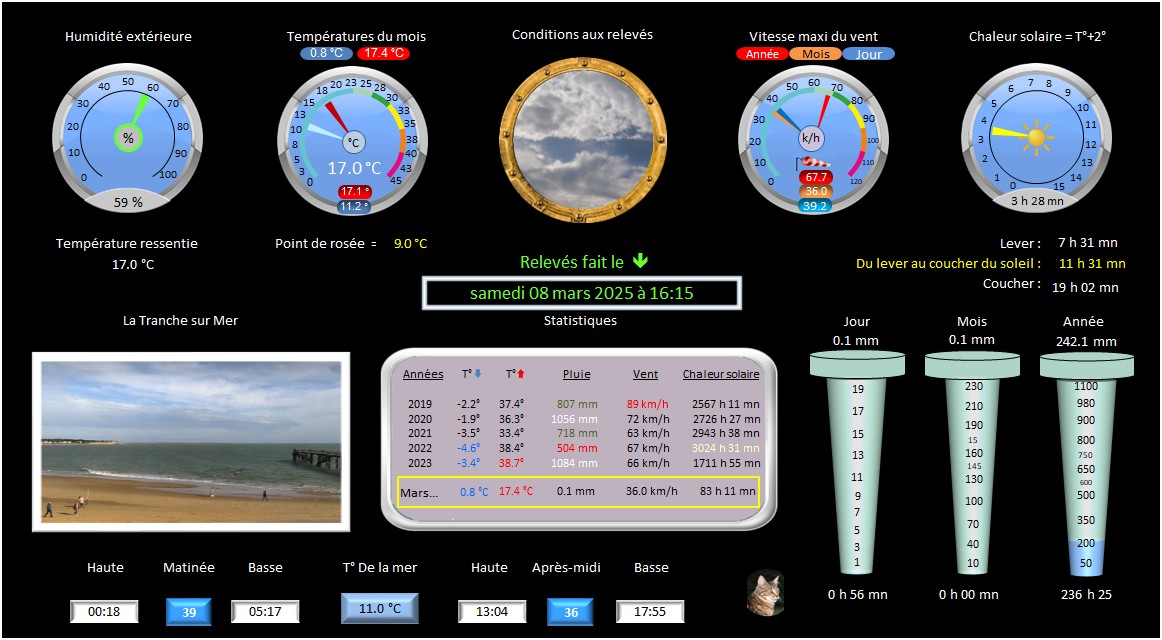 Humidité extérieure
Températures du mois
Conditions aux relevés
Vitesse maxi du vent
Chaleur solaire = T°+2°
0.8 °C 17.4 °C
Année Mois Jour
0 10 20 30 40 50 60 70 80 90 100
%
59 %
0 3 5 8 10 13 15 18 20 23 25 28 30 33 35 38 40 43 45
°C
17.0 °C
17.1 °
11.2 °
0 10 20 30 40 50 60 70 80 90 100 110 120
k/h
67.7
36.0
39.2
0 1 2 3 4 5 6 7 8 9 10 11 12 13 14 15
3 h 28 mn
Température ressentie
17.0 °C
Point de rosée = 9.0 °C
Lever : 7 h 31 mn
Du lever au coucher du soleil : 11 h 31 mn
Coucher : 19 h 02 mn
Relevés fait le
samedi 08 mars 2025 à 16:15
La Tranche sur Mer
Statistiques
Années T° T° Pluie Vent Chaleur solaire
2019 -2.2° 37.4° 807 mm 89 km/h 2567 h 11 mn
2020 -1.9° 36.3° 1056 mm 72 km/h 2726 h 27 mn
2021 -3.5° 33.4° 718 mm 63 km/h 2943 h 38 mn
2022 -4.6° 38.4° 504 mm 67 km/h 3024 h 31 mn
2023 -3.4° 38.7° 1084 mm 66 km/h 1711 h 55 mn
Mars... 0.8 °C 17.4 °C 0.1 mm 36.0 km/h 83 h 11 mn
Jour
0.1 mm
19
17
15
13
11
9
7
5
3
1
0 h 56 mn
Mois
0.1 mm
230
210
190
15
160
145
130
100
70
40
10
0 h 00 mn
Année
242.1 mm
1100
980
900
800
750
650
600
500
350
200
50
236 h 25
Haute Matinée Basse
00:18 39 05:17
T° De la mer
11.0 °C
Haute Après-midi Basse
13:04 36 17:55